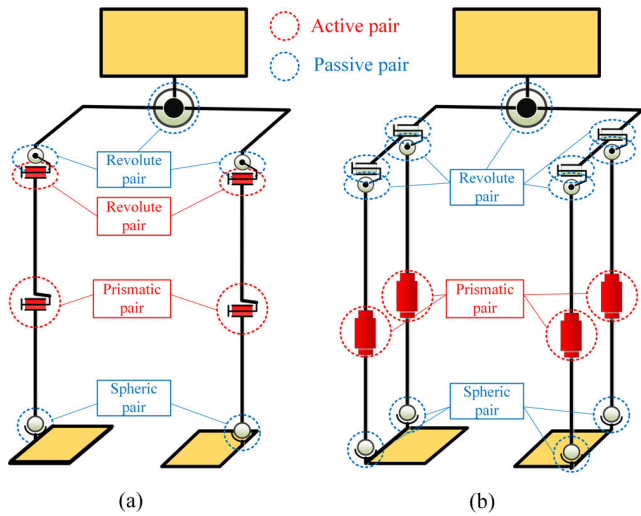 Active pair
Passive pair
Revolute
pair
Revolute
pair
Revolute
pair
Prismatic
pair
Prismatic
pair
Spheric
pair
Spheric
pair
(a)
(b)